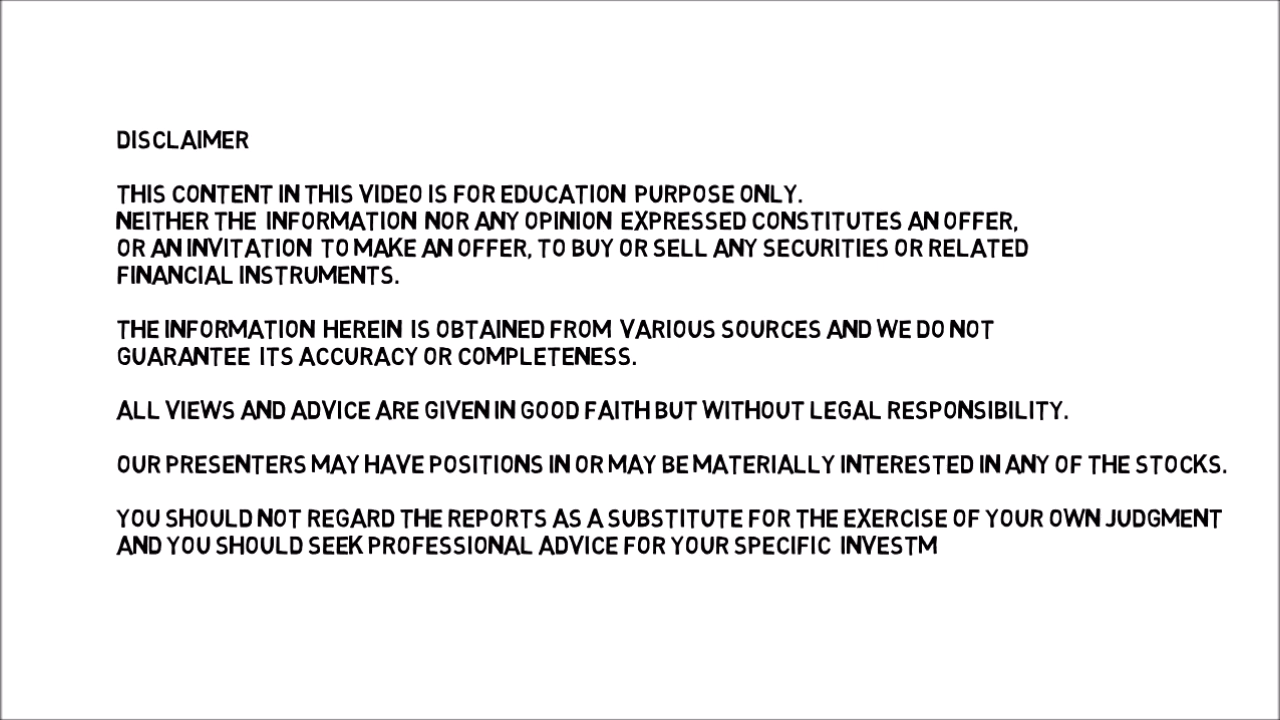 DISCLAIMER
THIS CONTENT IN THIS VIDEO IS FOR EDUCATION PURPOSE ONLY.
NEITHER THE INFORMATION NOR ANY OPINION EXPRESSED CONSTITUTES AN OFFER,
OR AN INVITATION TO MAKE AN OFFER, TO BUY OR SELL ANY SECURITIES OR RELATED
FINANCIAL INSTRUMENTS.
THE INFORMATION HEREIN IS OBTAINED FROM VARIOUS SOURCES AND WE DO NOT
GUARANTEE ITS ACCURACY OR COMPLETENESS.
ALL VIEWS AND ADVICE ARE GIVEN IN GOOD FAITH BUT WITHOUT LEGAL RESPONSIBILITY.
OUR PRESENTERS MAY HAVE POSITIONS IN OR MAY BE MATERIALLY INTERESTED IN ANY OF THE STOCKS.
YOU SHOULD NOT REGARD THE REPORTS AS A SUBSTITUTE FOR THE EXERCISE OF YOUR OWN JUDGMENT
AND YOU SHOULD SEEK PROFESSIONAL ADVICE FOR YOUR SPECIFIC INVESTM